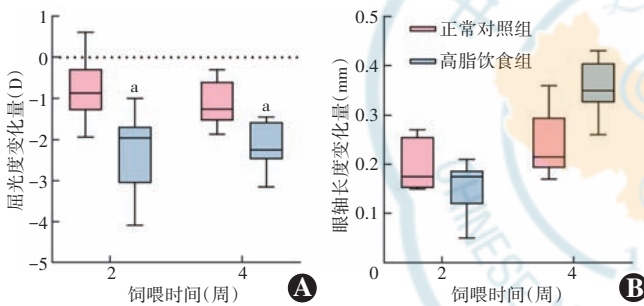 1
0
−1
−2
−3
−4
−5
屈光度变化量(D)
a
a
2
4
饲喂时间(周)
A
0.5
0.4
0.3
0.2
0.1
0
眼轴长度变化量(mm)
正常对照组
高脂饮食组
2
4
饲喂时间(周)
B
CHINESE